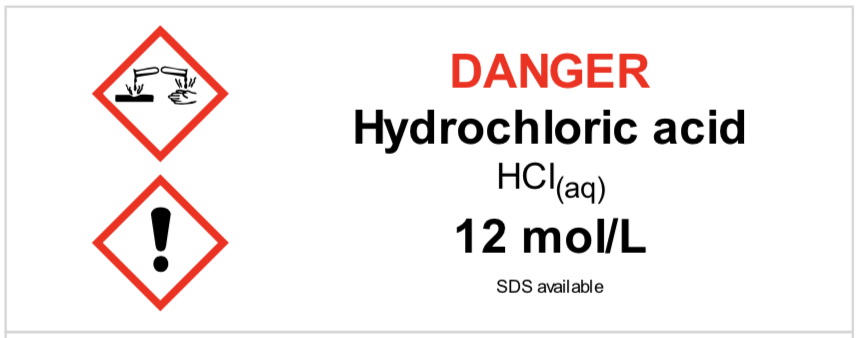 DANGER
Hydrochloric acid
HCl(aq)
12 mol/L
SDS available